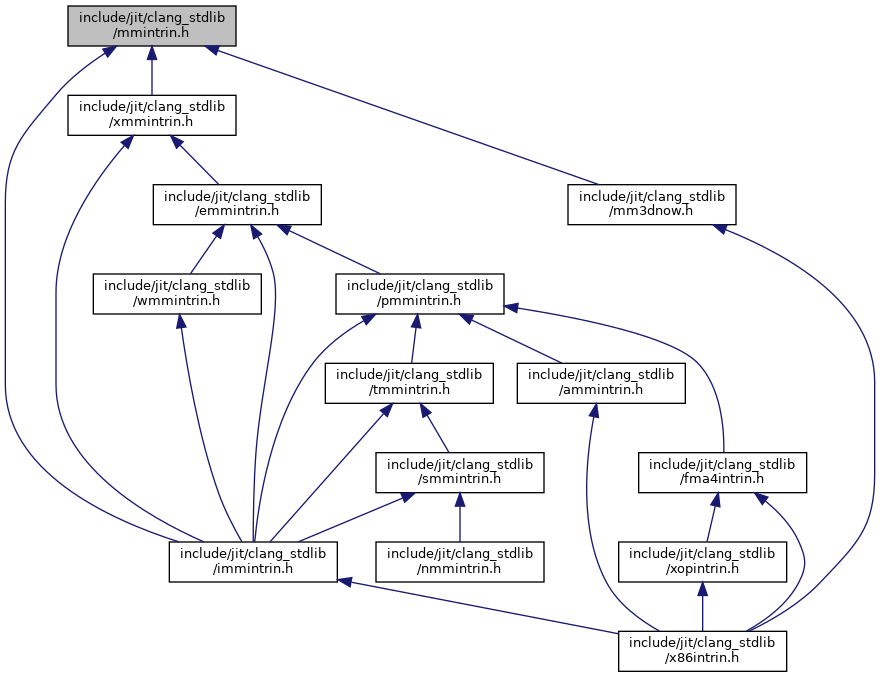 include/jit/clang_stdlib
/mmintrin.h
include/jit/clang_stdlib
/xmmintrin.h
include/jit/clang_stdlib
/emmintrin.h
include/jit/clang_stdlib
/mm3dnow.h
include/jit/clang_stdlib
/wmmintrin.h
include/jit/clang_stdlib
/pmmintrin.h
include/jit/clang_stdlib
/tmmintrin.h
include/jit/clang_stdlib
/ammintrin.h
include/jit/clang_stdlib
/smmintrin.h
include/jit/clang_stdlib
/fma4intrin.h
include/jit/clang_stdlib
/immintrin.h
include/jit/clang_stdlib
/nmmintrin.h
include/jit/clang_stdlib
/xopintrin.h
include/jit/clang_stdlib
/x86intrin.h